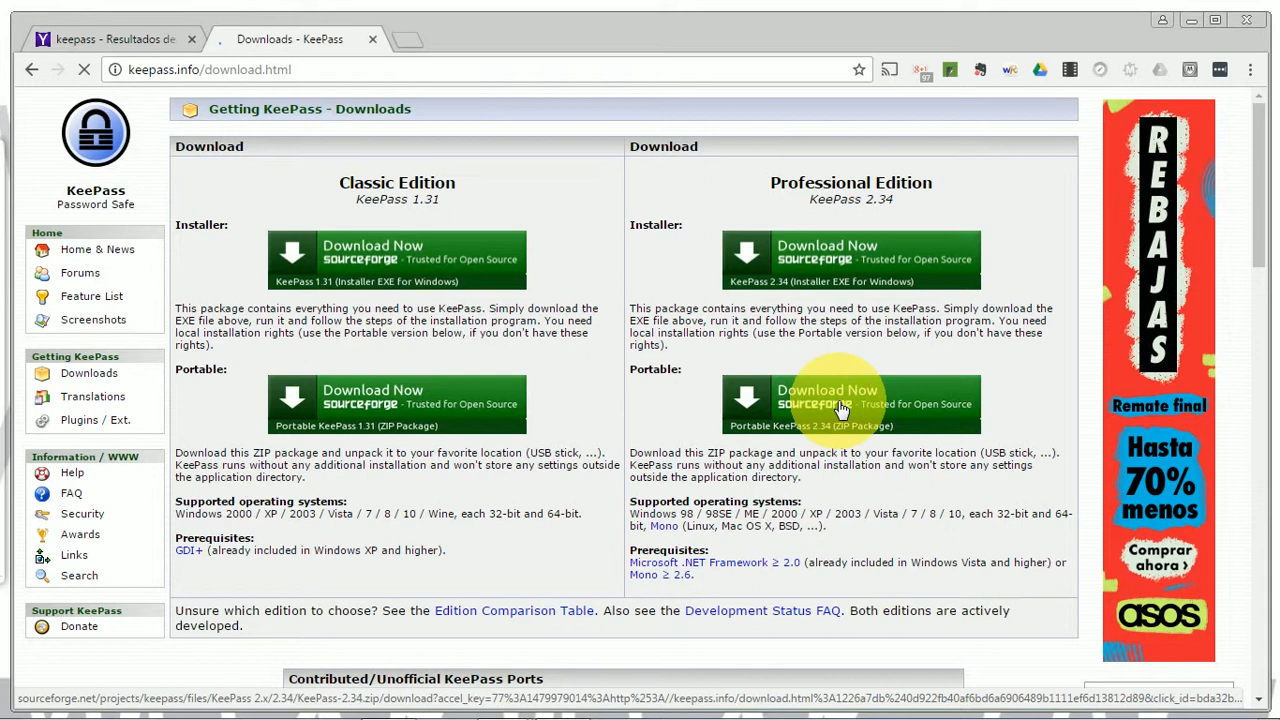 keepass - Resultados de
Downloads - KeePass
keepass.info/download.html
97
Getting KeePass - Downloads
KeePass
Password Safe
Home
Home & News
Forums
Feature List
Screenshots
Getting KeePass
Downloads
Translations
Plugins / Ext.
Information / WWW
Help
FAQ
Security
Awards
Links
Search
Support KeePass
Donate
Download
Classic Edition
KeePass 1.31
Installer:
Download Now
sourceforge - Trusted for Open Source
KeePass 1.31 (Installer EXE for Windows)
This package contains everything you need to use KeePass. Simply download the
EXE file above, run it and follow the steps of the installation program. You need
local installation rights (use the Portable version below, if you don't have these
rights).
Portable:
Download Now
sourceforge - Trusted for Open Source
Portable KeePass 1.31 (ZIP Package)
Download this ZIP package and unpack it to your favorite location (USB stick, ...).
KeePass runs without any additional installation and won't store any settings outside
the application directory.
Supported operating systems:
Windows 2000 / XP / 2003 / Vista / 7 / 8 / 10 / Wine, each 32-bit and 64-bit.
Prerequisites:
GDI+ (already included in Windows XP and higher).
Download
Professional Edition
KeePass 2.34
Installer:
Download Now
sourceforge - Trusted for Open Source
KeePass 2.34 (Installer EXE for Windows)
This package contains everything you need to use KeePass. Simply download the
EXE file above, run it and follow the steps of the installation program. You need
local installation rights (use the Portable version below, if you don't have these
rights).
Portable:
Download Now
sourceforge - Trusted for Open Source
Portable KeePass 2.34 (ZIP Package)
Download this ZIP package and unpack it to your favorite location (USB stick, ...).
KeePass runs without any additional installation and won't store any settings
outside the application directory.
Supported operating systems:
Windows 98 / 98SE / ME / 2000 / XP / 2003 / Vista / 7 / 8 / 10, each 32-bit and 64-
bit, Mono (Linux, Mac OS X, BSD, ...).
Prerequisites:
Microsoft .NET Framework ≥ 2.0 (already included in Windows Vista and higher) or
Mono ≥ 2.6.
Unsure which edition to choose? See the Edition Comparison Table. Also see the Development Status FAQ. Both editions are actively
developed.
Contributed/Unofficial KeePass Ports
REBAJAS
Remate final
Hasta
70%
menos
Comprar
ahora ›
asos